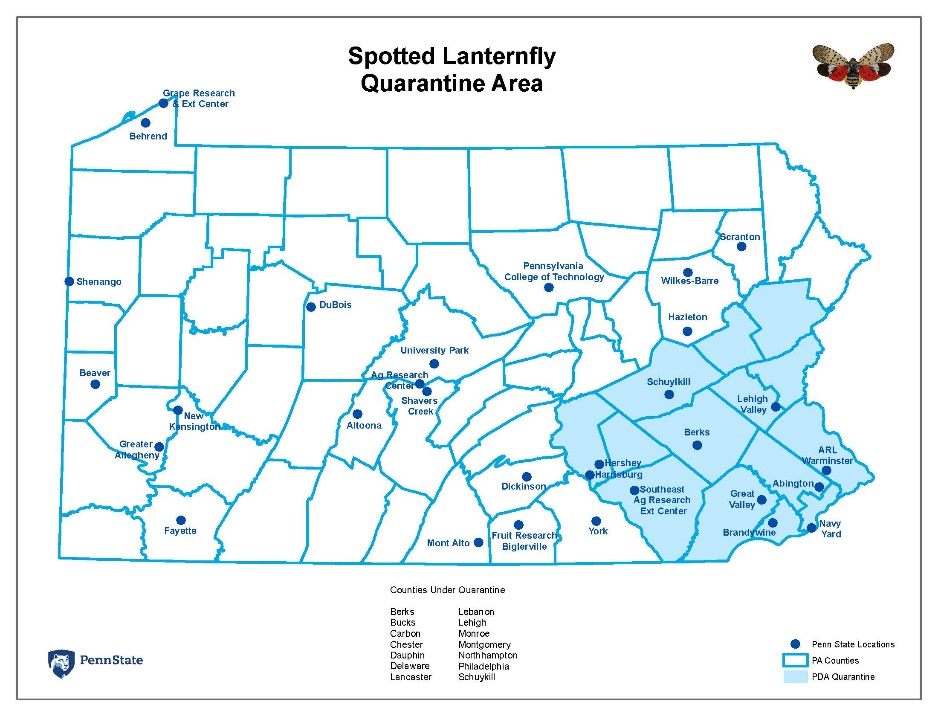 Spotted Lanternfly
Quarantine Area
Grape Research
& Ext Center
Behrend
Scranton
Pennsylvania
College of Technology
Wilkes-Barre
Shenango
DuBois
Hazleton
University Park
Beaver
Ag Research
Center
Schuylkill
Shavers
Creek
Lehigh
Valley
New
Kensington
Altoona
Berks
Greater
Allegheny
ARL
Warminster
Hershey
Harrisburg
Dickinson
Abington
Southeast
Ag Research
Ext Center
Great
Valley
Fayette
York
Navy
Yard
Fruit Research
Biglerville
Brandywine
Mont Alto
Counties Under Quarantine
Berks Lebanon
Bucks Lehigh
Carbon Monroe
Chester Montgomery
Dauphin Northhampton
Delaware Philadelphia
Lancaster Schuykill
PennState
Penn State Locations
PA Counties
PDA Quarantine